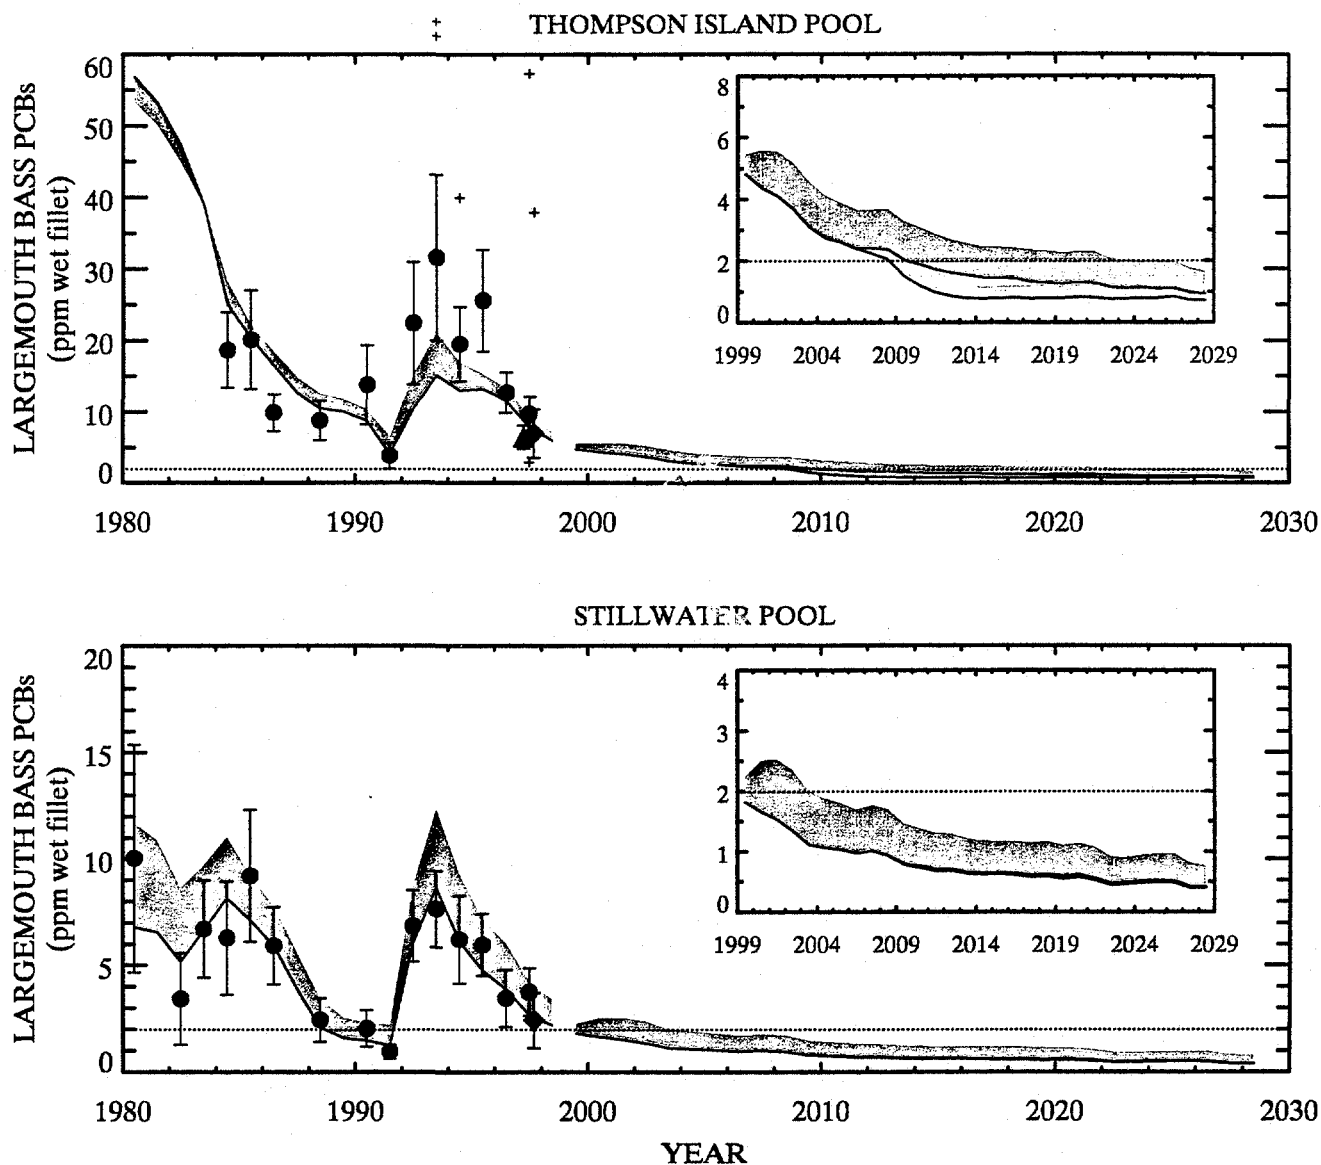 THOMPSON ISLAND POOL
LARGEMOUTH BASS PCBs
(ppm wet fillet)
60
50
40
30
20
10
0
1980 1990 2000 2010 2020 2030
8
6
4
2
0
1999 2004 2009 2014 2019 2024 2029
STILLWATER POOL
LARGEMOUTH BASS PCBs
(ppm wet fillet)
20
15
10
5
0
1980 1990 2000 2010 2020 2030
4
3
2
1
0
1999 2004 2009 2014 2019 2024 2029
YEAR